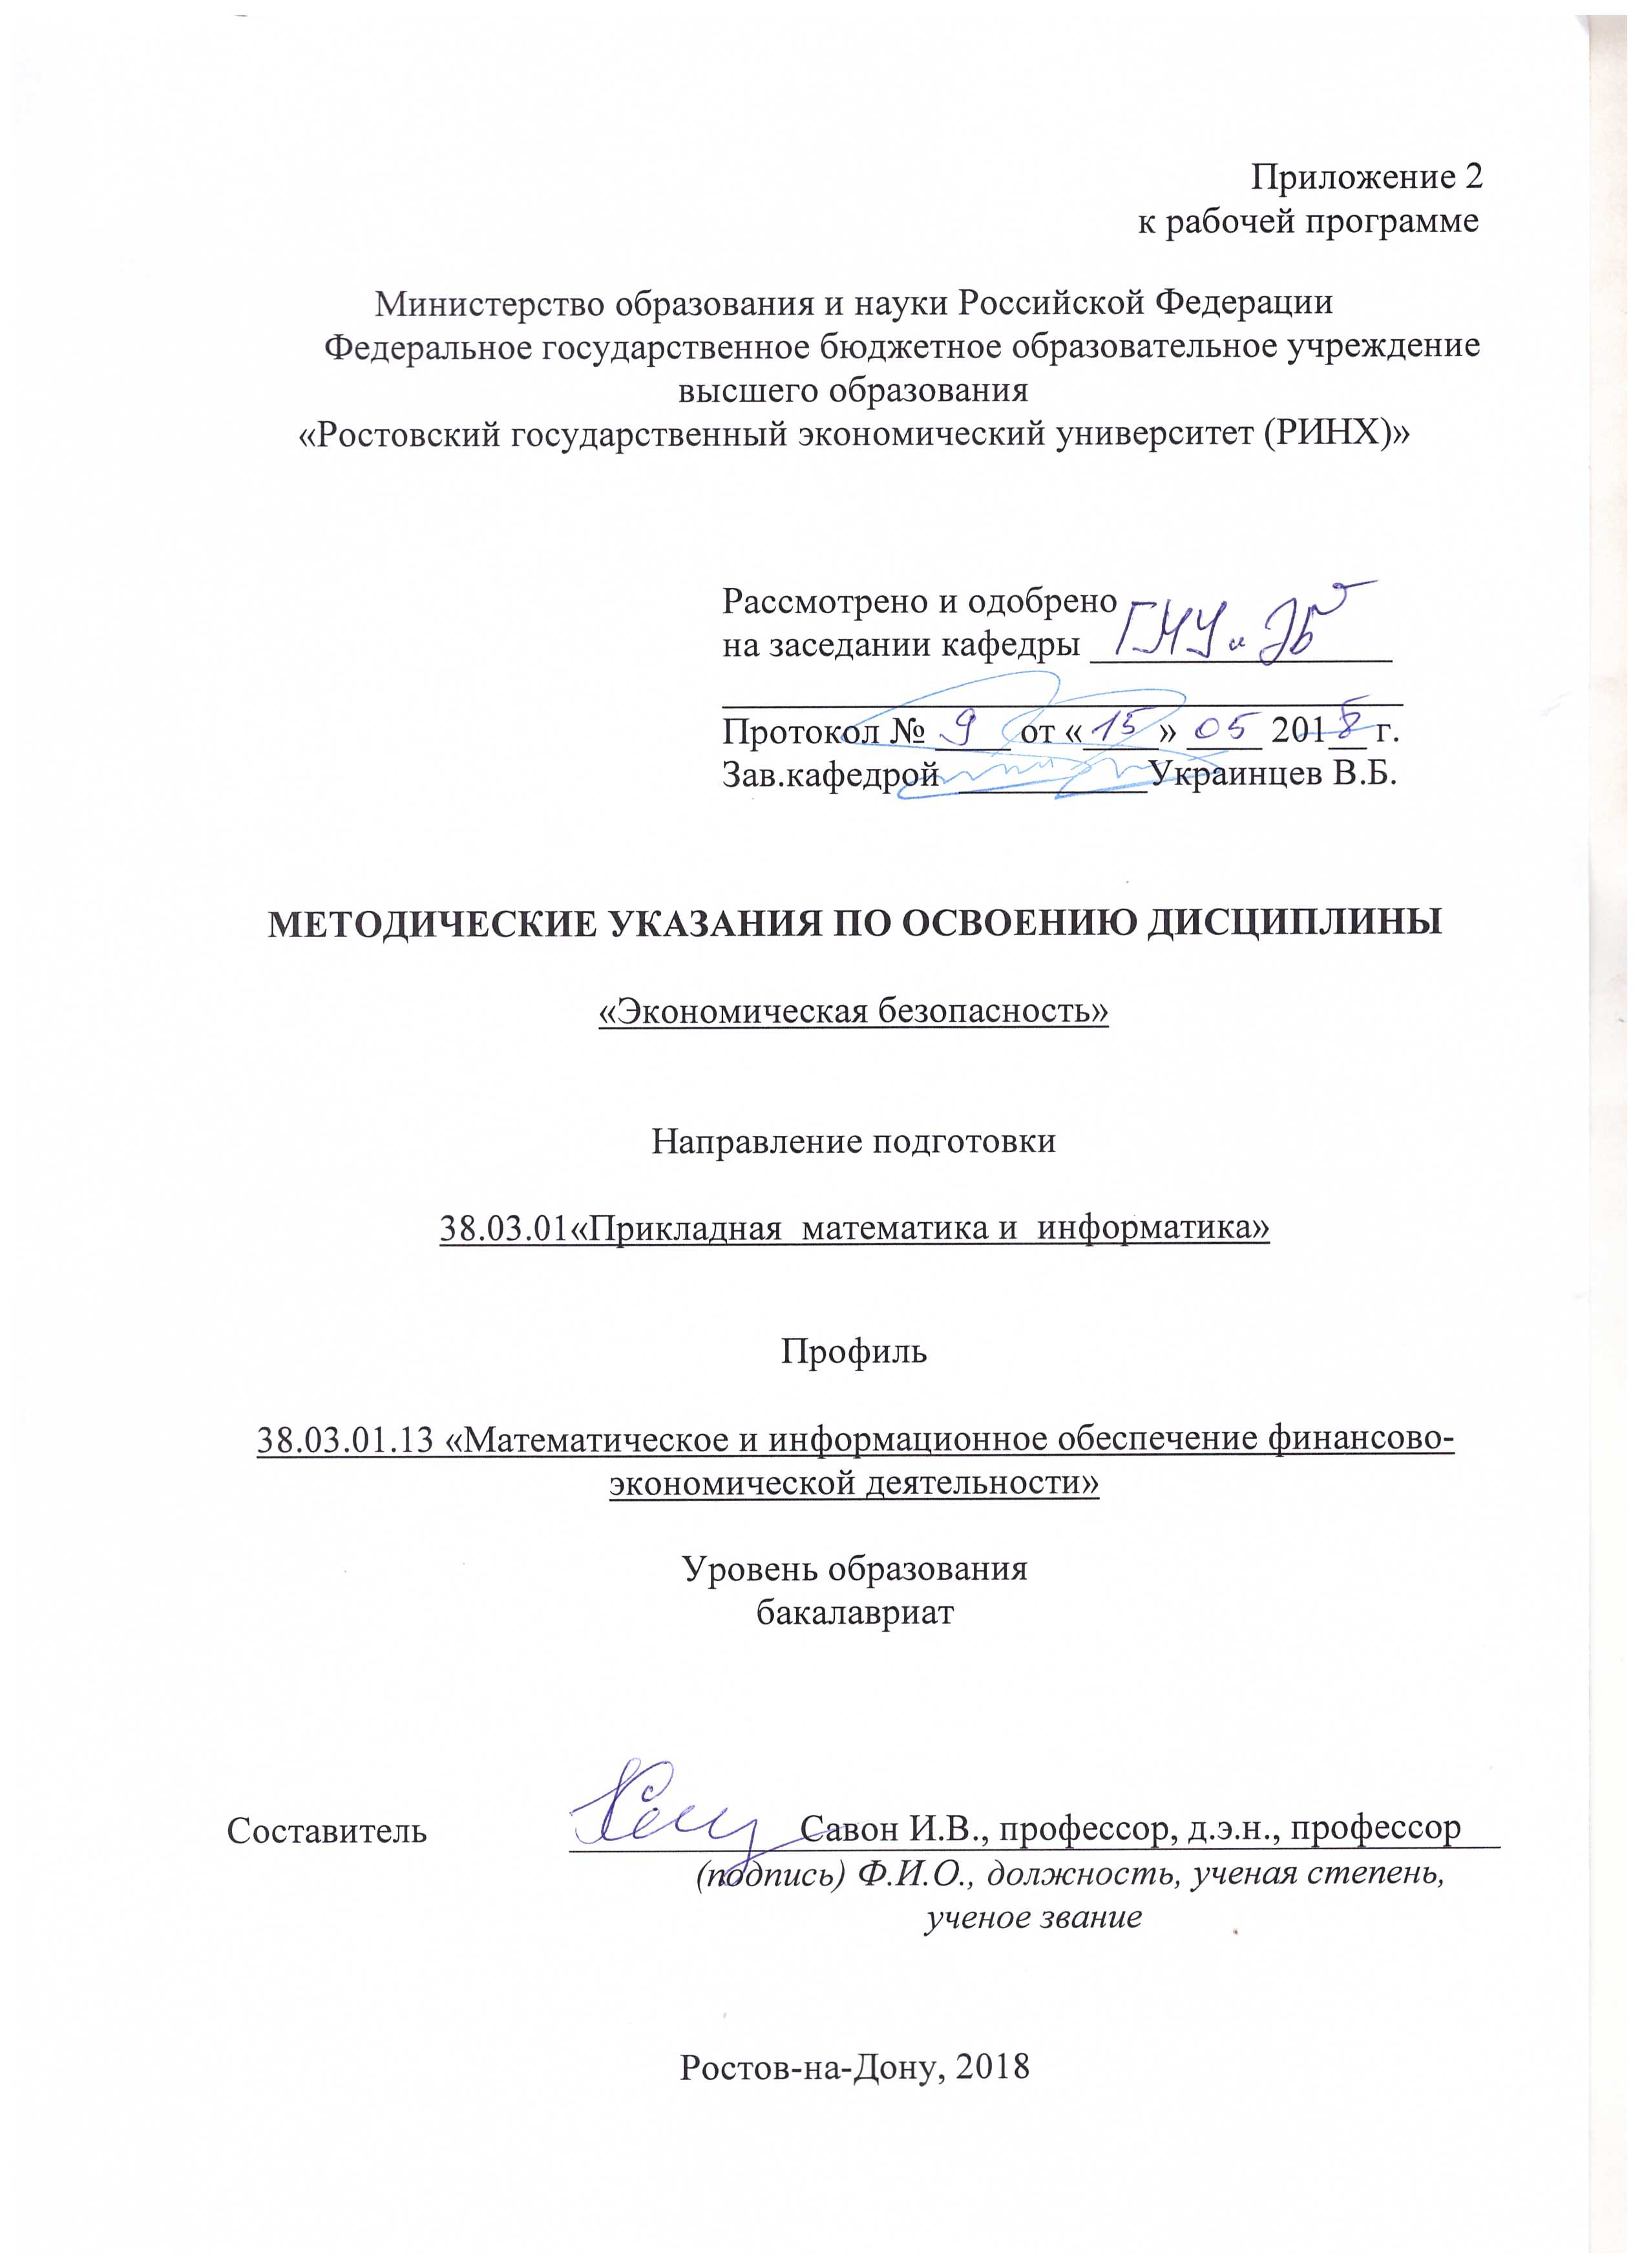 Приложение 2
к рабочей программе
Министерство образования и науки Российской Федерации
Федеральное государственное бюджетное образовательное учреждение
высшего образования
«Ростовский государственный экономический университет (РИНХ)»
Рассмотрено и одобрено
на заседании кафедры ГМУ и ЭБ
Протокол № 9 от «15» 05 2018 г.
Зав.кафедрой Украинцев В.Б.
МЕТОДИЧЕСКИЕ УКАЗАНИЯ ПО ОСВОЕНИЮ ДИСЦИПЛИНЫ
«Экономическая безопасность»
Направление подготовки
38.03.01«Прикладная математика и информатика»
Профиль
38.03.01.13 «Математическое и информационное обеспечение финансово-
экономической деятельности»
Уровень образования
бакалавриат
Составитель Савон И.В., профессор, д.э.н., профессор
(подпись) Ф.И.О., должность, ученая степень,
ученое звание
Ростов-на-Дону, 2018